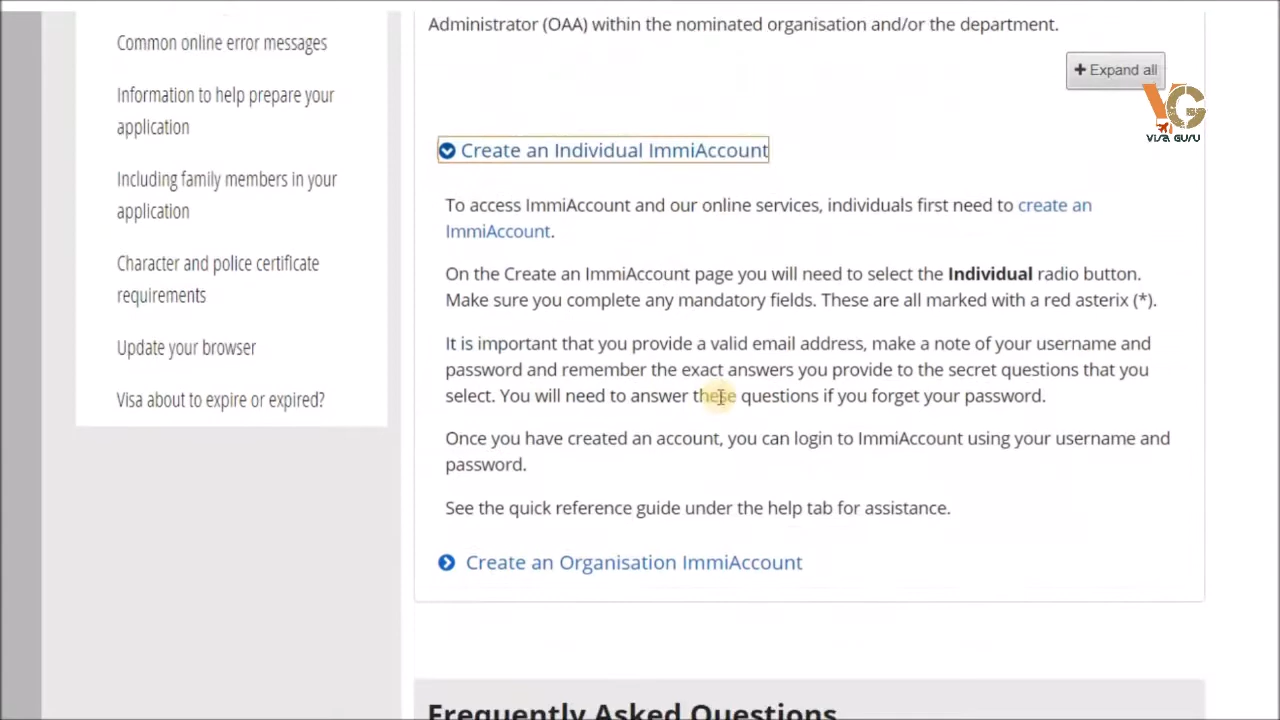 Common online error messages
Information to help prepare your
application
Including family members in your
application
Character and police certificate
requirements
Update your browser
Visa about to expire or expired?
Administrator (OAA) within the nominated organisation and/or the department.
+ Expand all
VG
VISA GURU
Create an Individual ImmiAccount
To access ImmiAccount and our online services, individuals first need to create an
ImmiAccount.
On the Create an ImmiAccount page you will need to select the Individual radio button.
Make sure you complete any mandatory fields. These are all marked with a red asterix (*).
It is important that you provide a valid email address, make a note of your username and
password and remember the exact answers you provide to the secret questions that you
select. You will need to answer these questions if you forget your password.
Once you have created an account, you can login to ImmiAccount using your username and
password.
See the quick reference guide under the help tab for assistance.
Create an Organisation ImmiAccount
Frequently Asked Questions